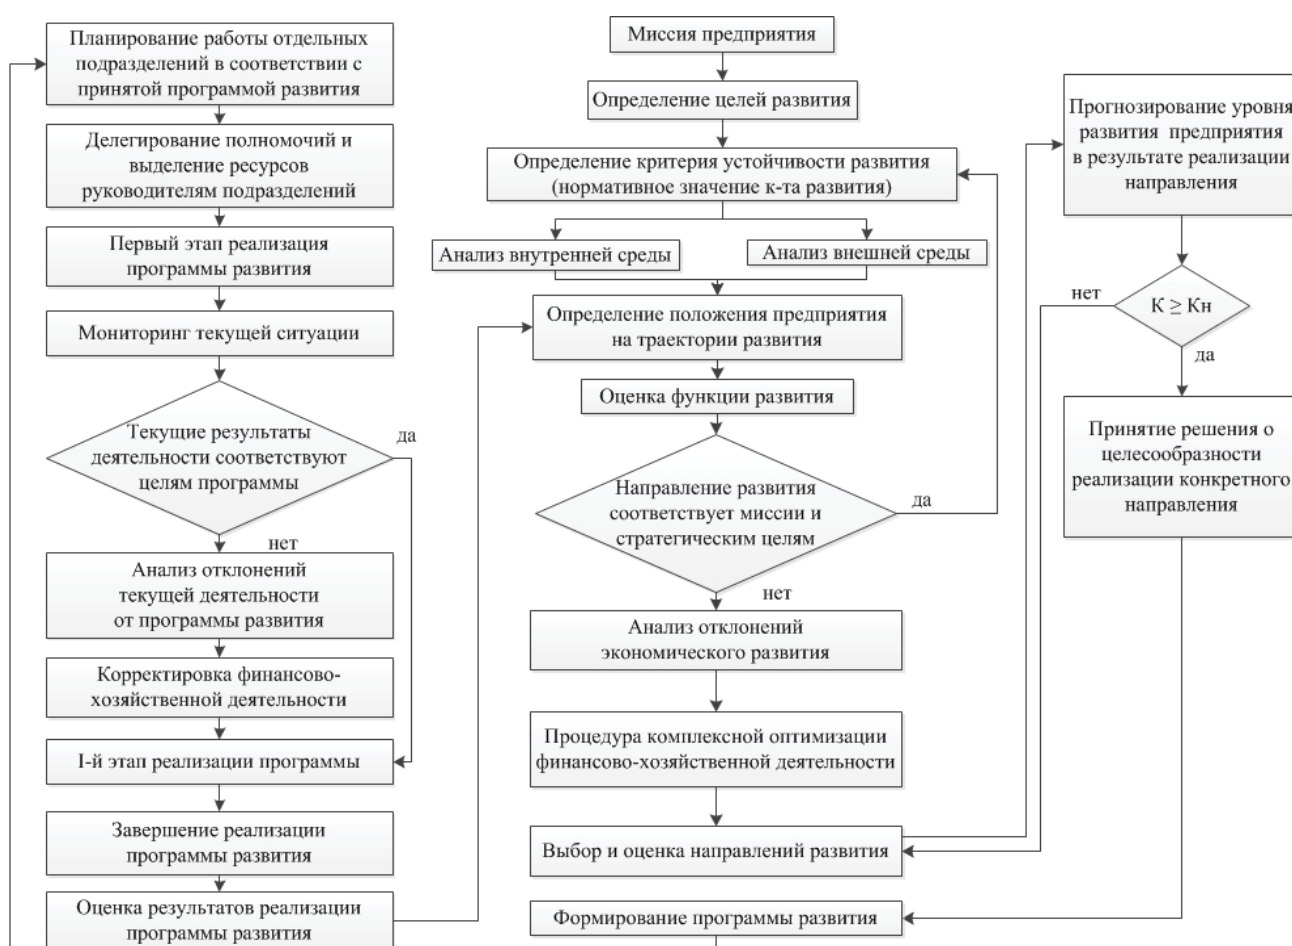 Планирование работы отдельных
подразделений в соответствии с
принятой программой развития
Делегирование полномочий и
выделение ресурсов
руководителям подразделений
Первый этап реализация
программы развития
Мониторинг текущей ситуации
Текущие результаты
деятельности соответствуют
целям программы
да
нет
Анализ отклонений
текущей деятельности
от программы развития
Корректировка финансово-
хозяйственной деятельности
I-й этап реализации программы
Завершение реализации
программы развития
Оценка результатов реализации
программы развития
Миссия предприятия
Определение целей развития
Определение критерия устойчивости развития
(нормативное значение к-та развития)
Анализ внутренней среды
Анализ внешней среды
Определение положения предприятия
на траектории развития
Оценка функции развития
Направление развития
соответствует миссии и
стратегическим целям
да
нет
Анализ отклонений
экономического развития
Процедура комплексной оптимизации
финансово-хозяйственной деятельности
Выбор и оценка направлений развития
Формирование программы развития
Прогнозирование уровня
развития предприятия
в результате реализации
направления
нет
K ≥ Kн
да
Принятие решения о
целесообразности
реализации конкретного
направления